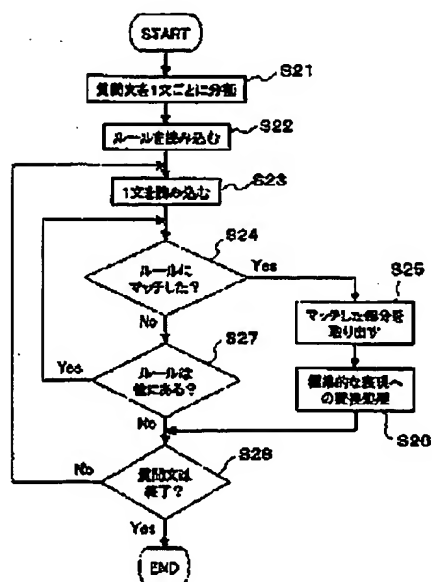 START
S21
質問文を1文ごとに分割
S22
ルールを読み込む
S23
1文を読み込む
S24
ルールに
マッチした?
Yes
S25
マッチした部分を
取り出す
No
S27
ルールは
他にある?
Yes
標準的な表現へ
の置換処理
S26
No
S28
質問文は
終了?
No
Yes
END